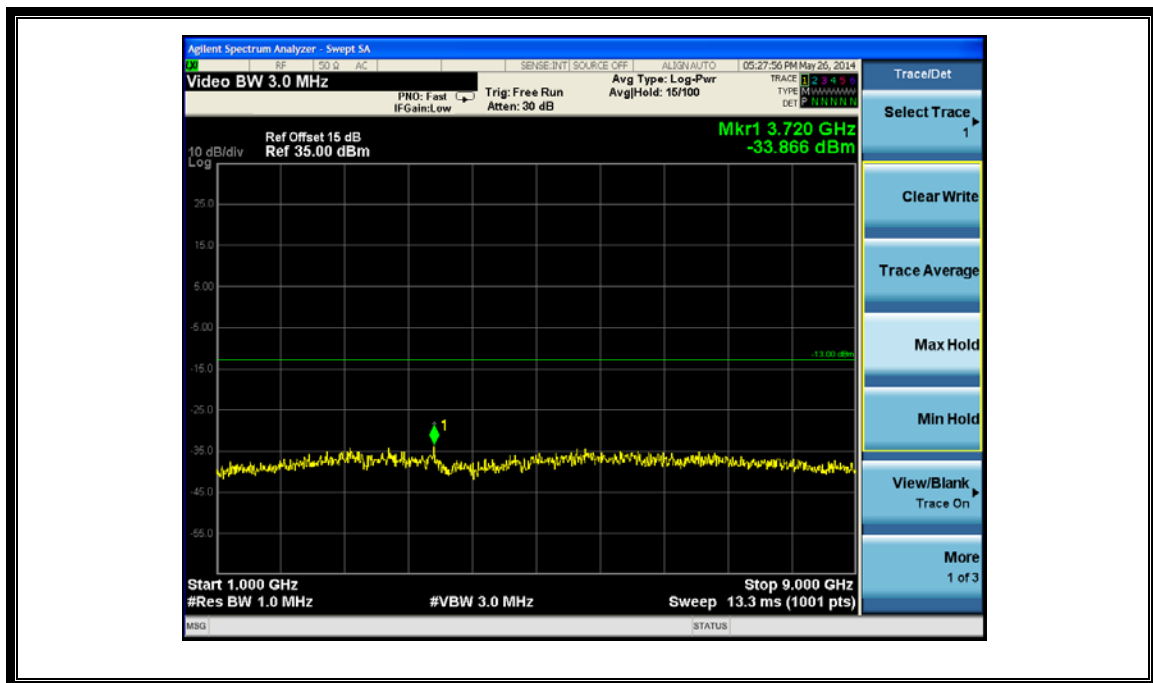 Agilent Spectrum Analyzer - Swept SA
LXI RF 50 Ω AC SENSE:INT SOURCE OFF ALIGN AUTO 05:27:56 PM May 26, 2014
Video BW 3.0 MHz
PNO: Fast
IFGain:Low
Trig: Free Run
Atten: 30 dB
Avg Type: Log-Pwr
Avg|Hold: 15/100
TRACE 1 2 3 4 5 6
TYPE M WWWWW
DET P N N N N N
Ref Offset 15 dB
10 dB/div Ref 35.00 dBm
Log
Mkr1 3.720 GHz
-33.866 dBm
25.0
15.0
5.00
-5.00
-13.00 dBm
-15.0
-25.0
1
-35.0
-45.0
-55.0
Start 1.000 GHz Stop 9.000 GHz
#Res BW 1.0 MHz #VBW 3.0 MHz Sweep 13.3 ms (1001 pts)
MSG STATUS
Trace/Det
Select Trace
1
Clear Write
Trace Average
Max Hold
Min Hold
View/Blank
Trace On
More
1 of 3